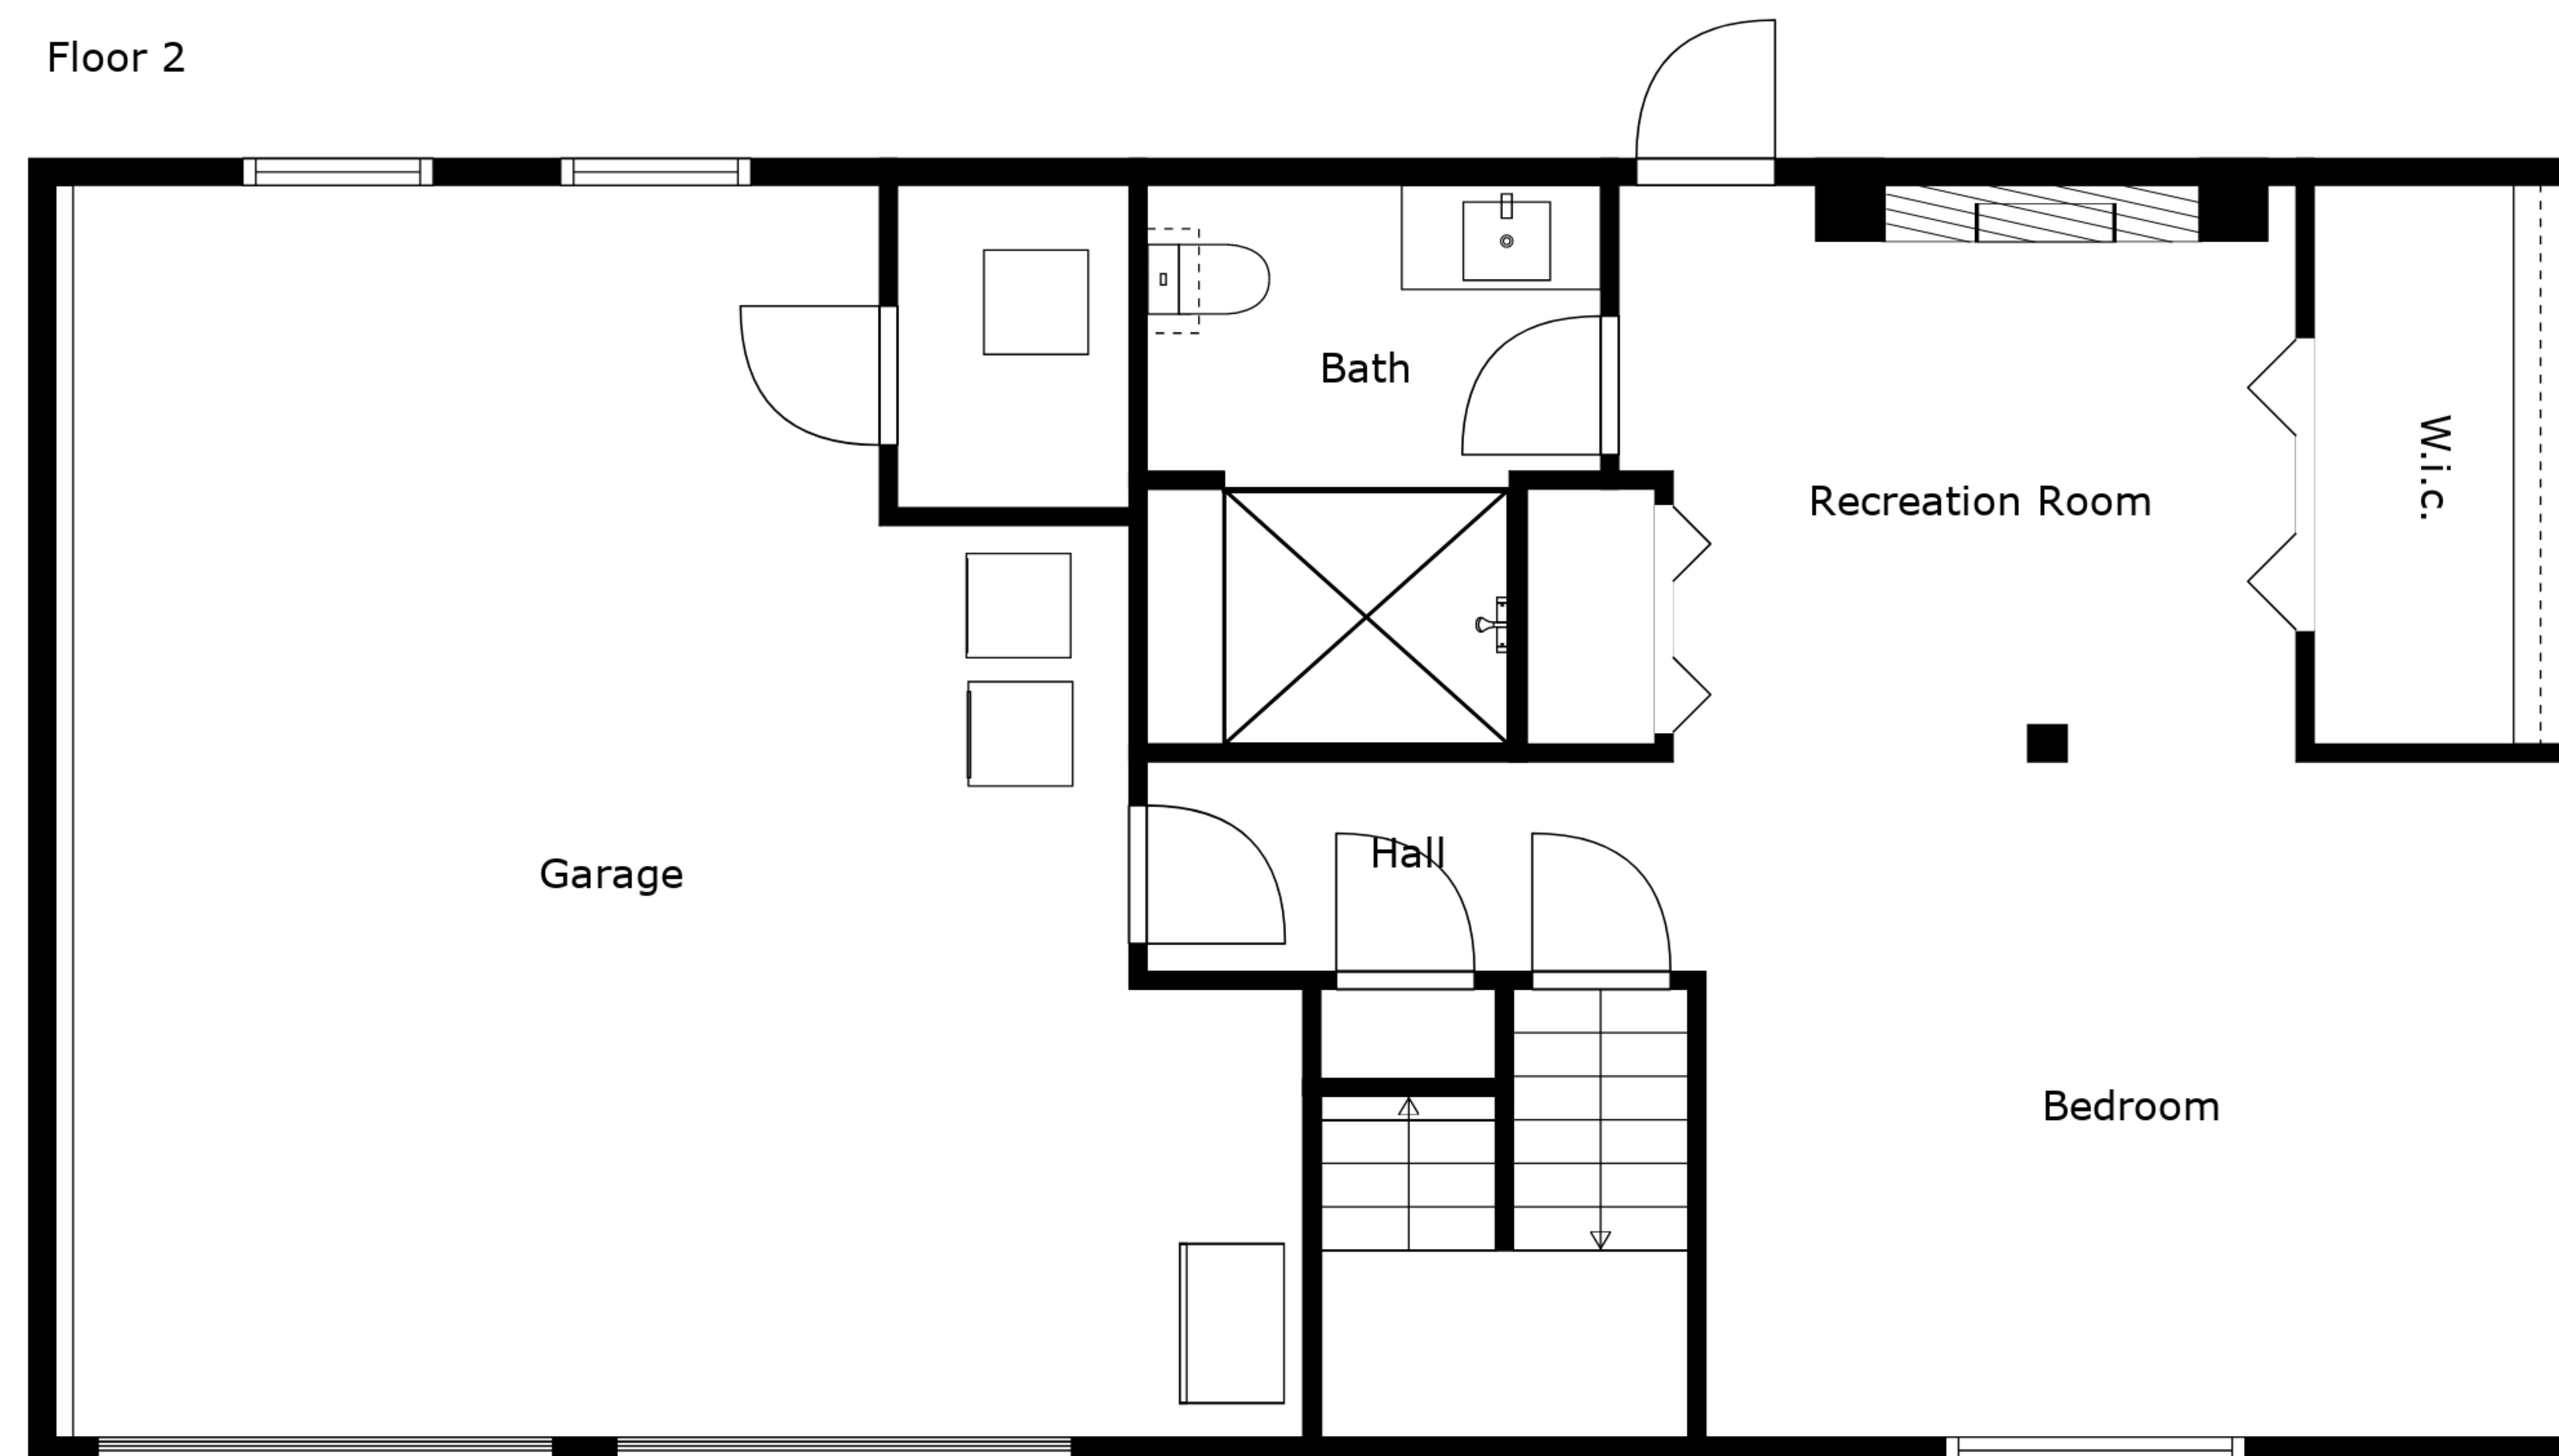 Floor 2
Bath
Recreation Room
W.i.c.
Hall
Garage
Bedroom